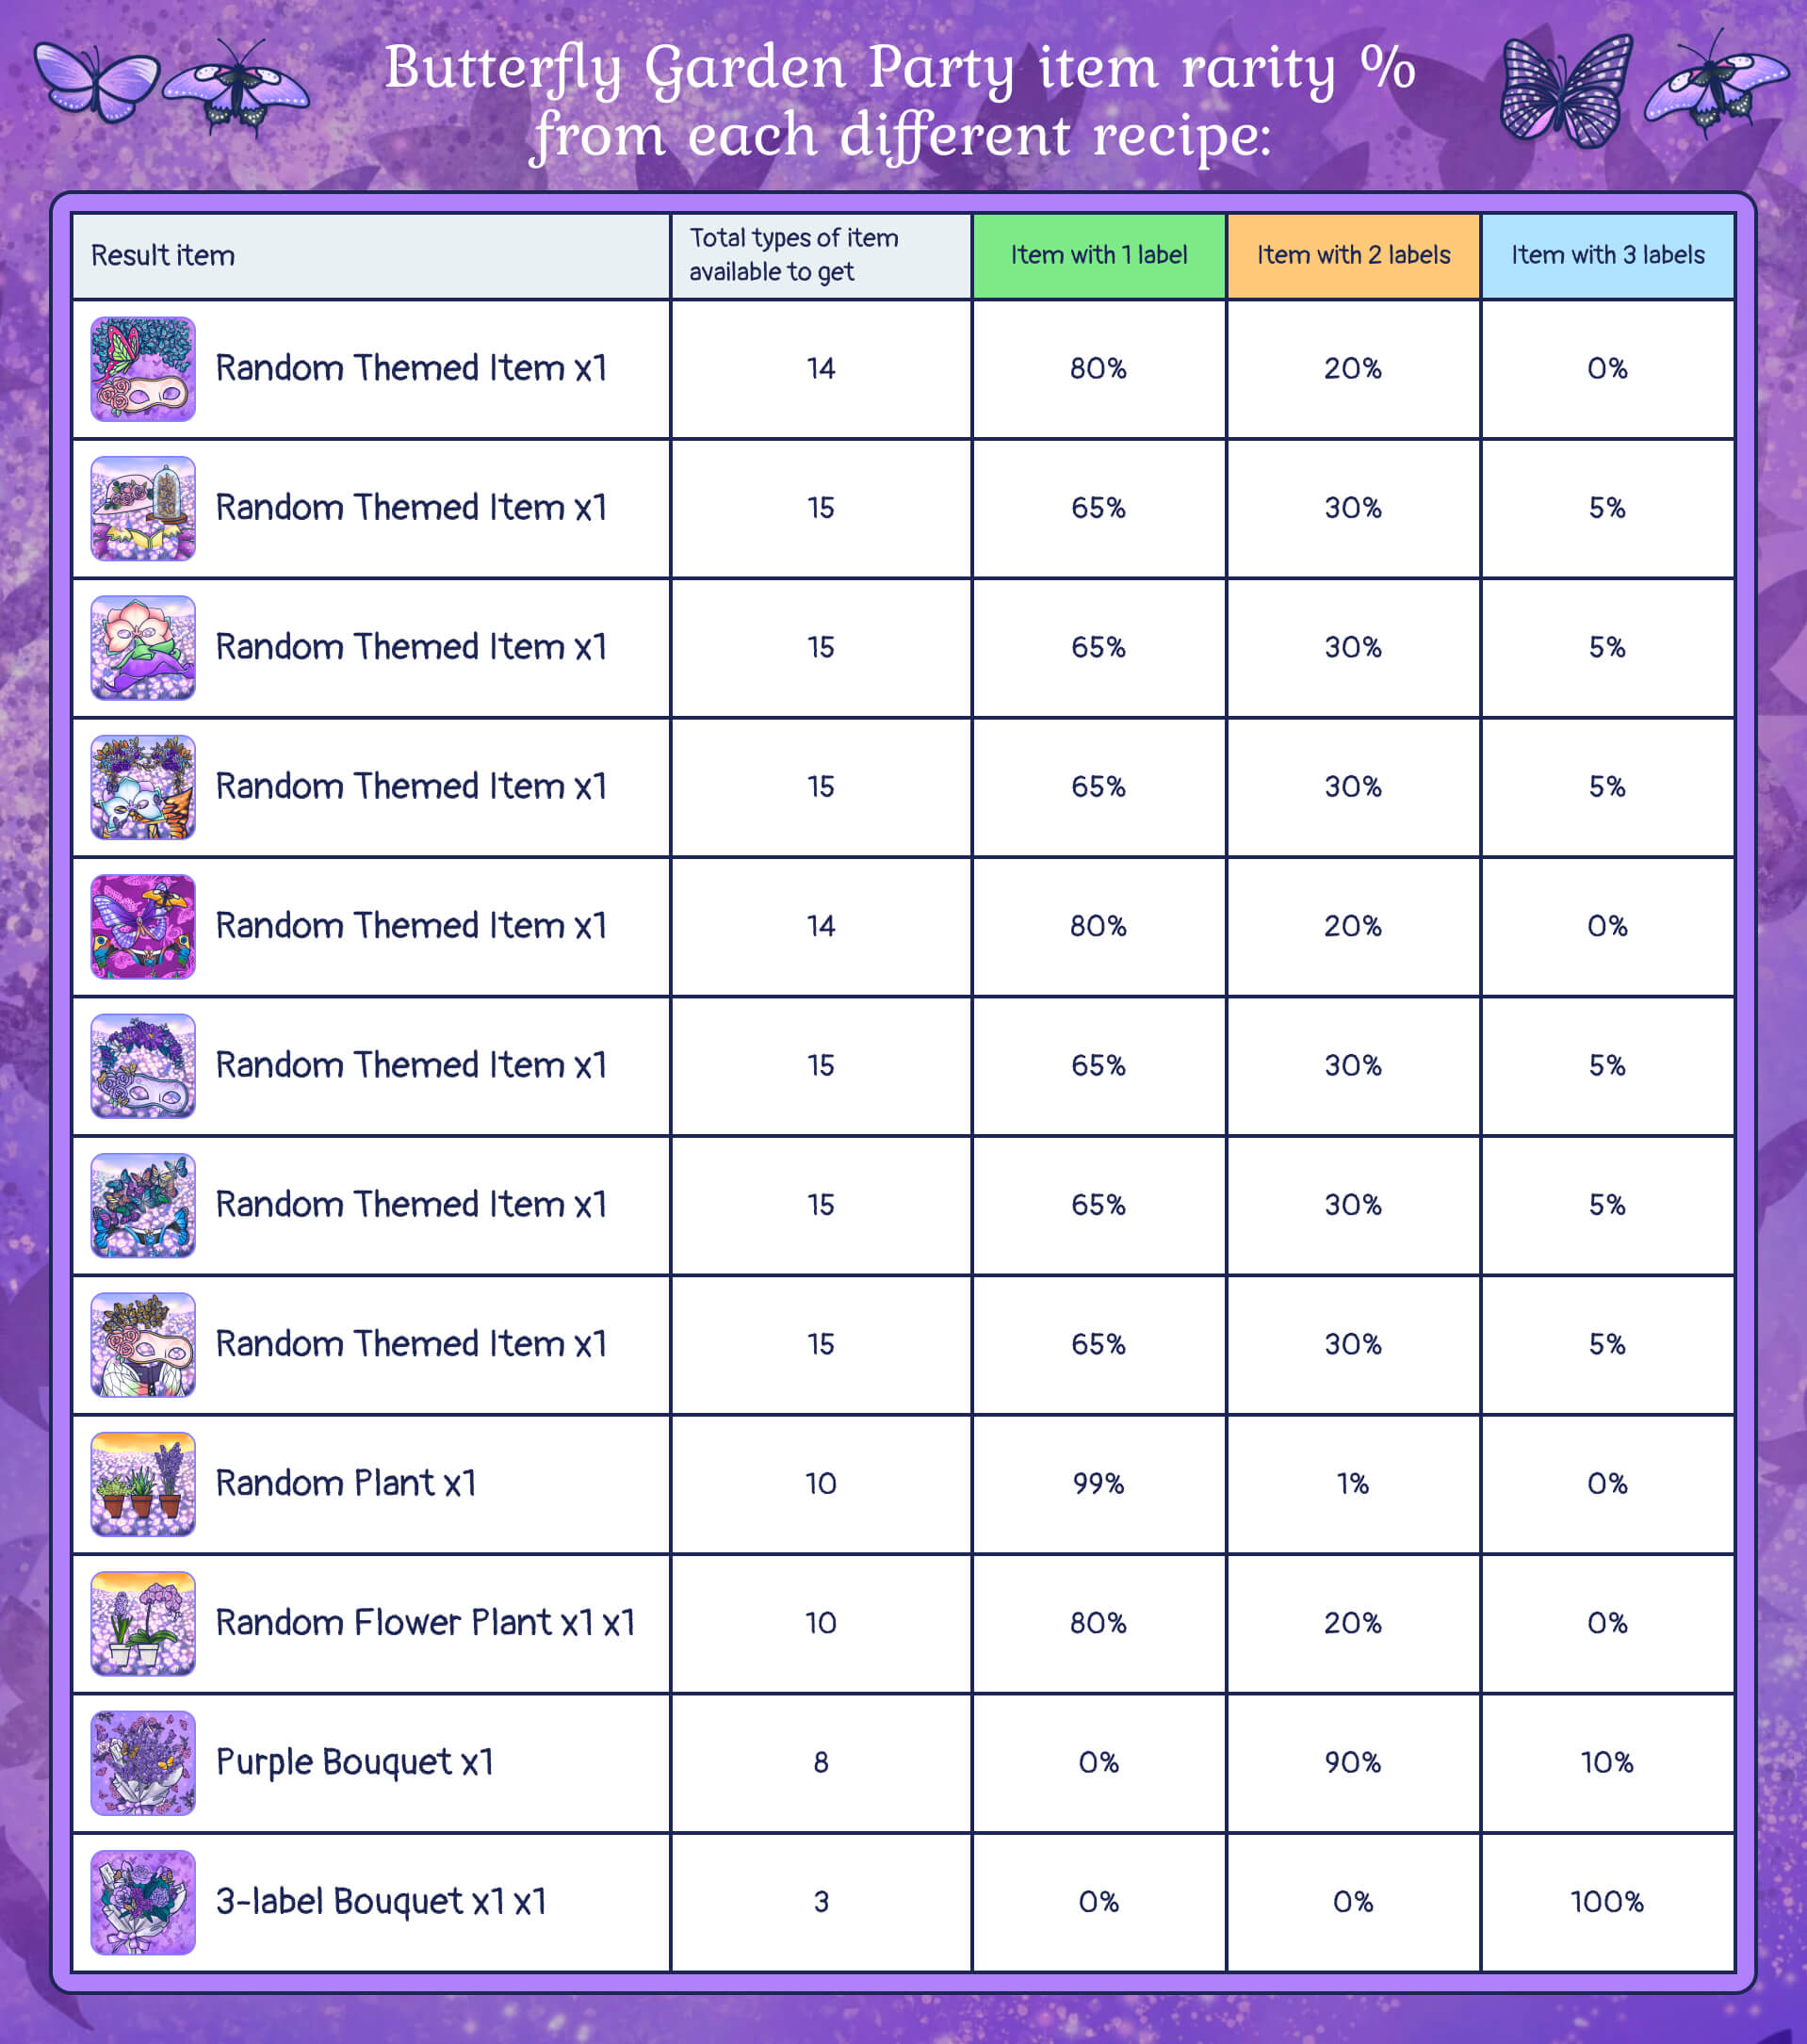 Butterfly Garden Party item rarity %
from each different recipe:
Result item
Total types of item
available to get
Item with 1 label
Item with 2 labels
Item with 3 labels
Random Themed Item x1 14 80% 20% 0%
Random Themed Item x1 15 65% 30% 5%
Random Themed Item x1 15 65% 30% 5%
Random Themed Item x1 15 65% 30% 5%
Random Themed Item x1 14 80% 20% 0%
Random Themed Item x1 15 65% 30% 5%
Random Themed Item x1 15 65% 30% 5%
Random Themed Item x1 15 65% 30% 5%
Random Plant x1 10 99% 1% 0%
Random Flower Plant x1 x1 10 80% 20% 0%
Purple Bouquet x1 8 0% 90% 10%
3-label Bouquet x1 x1 3 0% 0% 100%